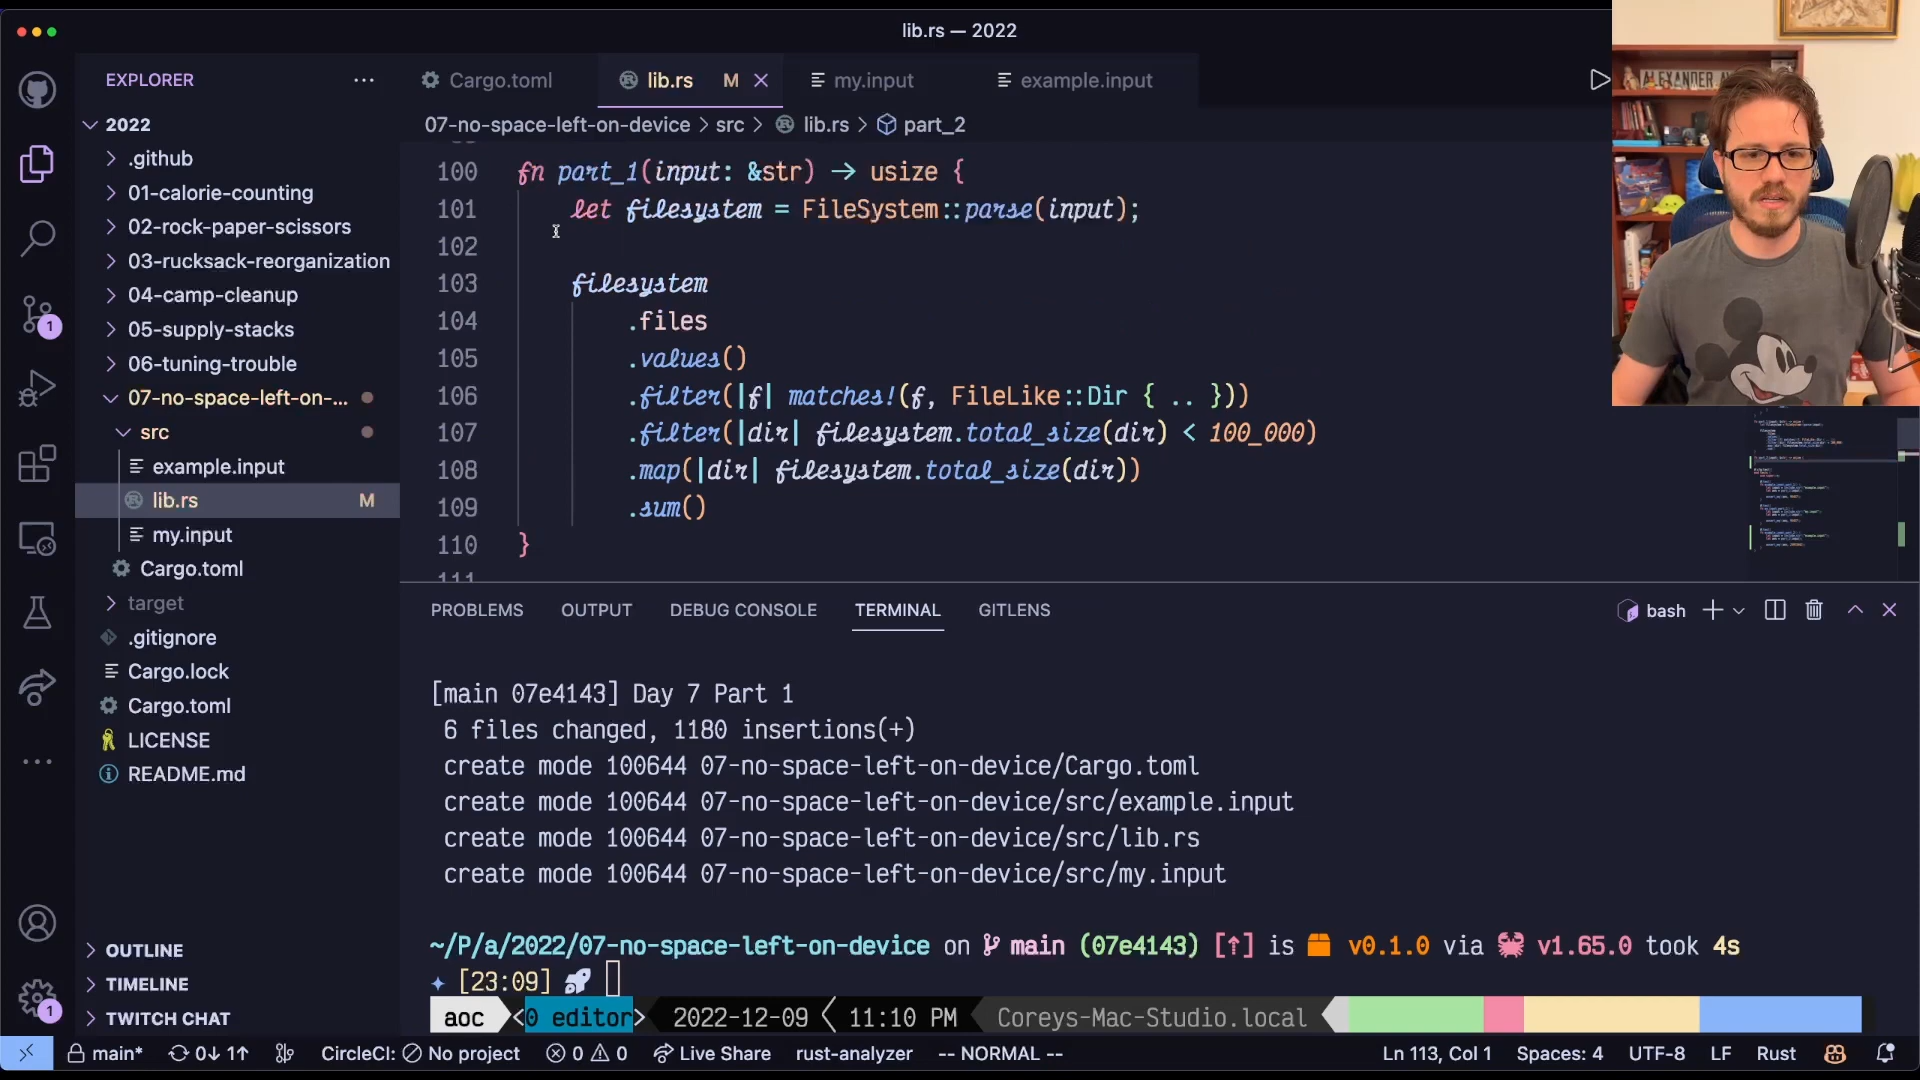 lib.rs — 2022
EXPLORER
2022
.github
01-calorie-counting
02-rock-paper-scissors
03-rucksack-reorganization
04-camp-cleanup
05-supply-stacks
06-tuning-trouble
07-no-space-left-on-...
src
example.input
lib.rs M
my.input
Cargo.toml
target
.gitignore
Cargo.lock
Cargo.toml
LICENSE
README.md
OUTLINE
TIMELINE
TWITCH CHAT
1
1
Cargo.toml
lib.rs M
my.input
example.input
07-no-space-left-on-device > src > lib.rs > part_2
100 fn part_1(input: &str) -> usize {
101 let filesystem = FileSystem::parse(input);
102
103 filesystem
104 .files
105 .values()
106 .filter(|f| matches!(f, FileLike::Dir { .. }))
107 .filter(|dir| filesystem.total_size(dir) < 100_000)
108 .map(|dir| filesystem.total_size(dir))
109 .sum()
110 }
111
PROBLEMS OUTPUT DEBUG CONSOLE TERMINAL GITLENS
bash
[main 07e4143] Day 7 Part 1
6 files changed, 1180 insertions(+)
create mode 100644 07-no-space-left-on-device/Cargo.toml
create mode 100644 07-no-space-left-on-device/src/example.input
create mode 100644 07-no-space-left-on-device/src/lib.rs
create mode 100644 07-no-space-left-on-device/src/my.input
~/P/a/2022/07-no-space-left-on-device on main (07e4143) [↑] is v0.1.0 via v1.65.0 took 4s
[23:09]
aoc <0 editor> 2022-12-09 11:10 PM Coreys-Mac-Studio.local
main* 0↓ 1↑ CircleCI: No project 0 0 Live Share rust-analyzer -- NORMAL -- Ln 113, Col 1 Spaces: 4 UTF-8 LF Rust